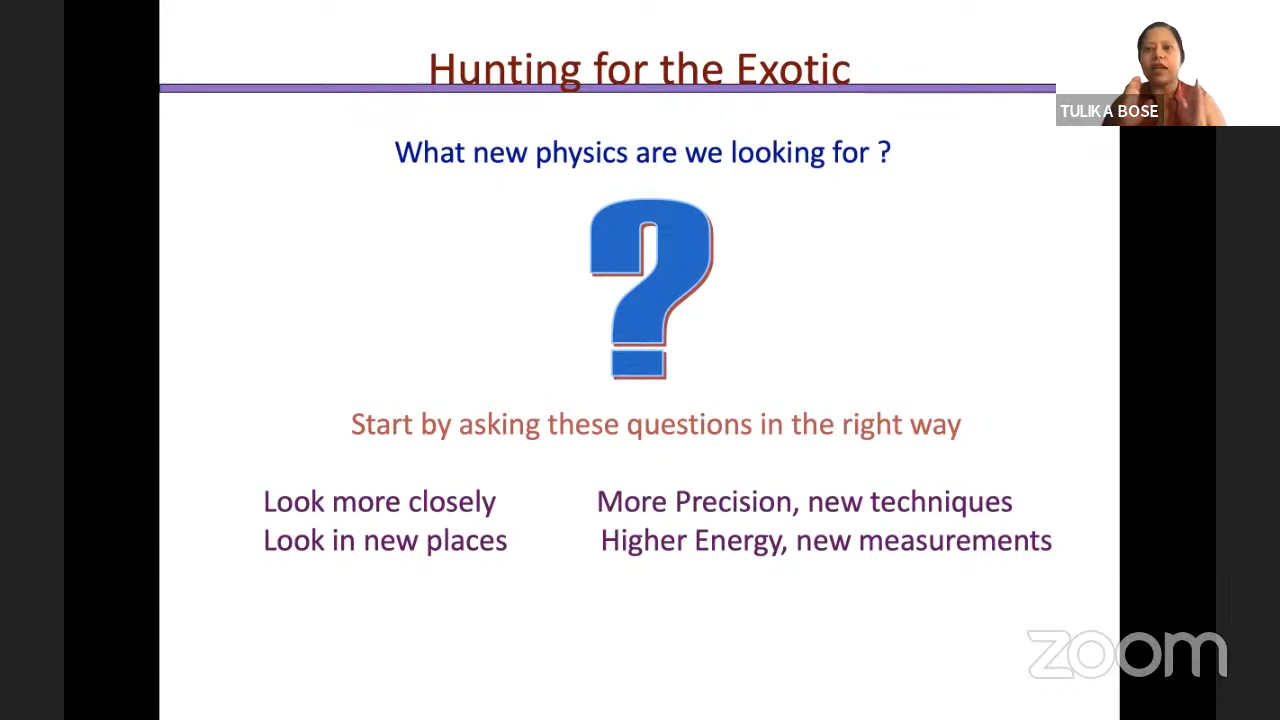 Hunting for the Exotic
TULIKA BOSE
What new physics are we looking for ?
?
Start by asking these questions in the right way
Look more closely More Precision, new techniques
Look in new places Higher Energy, new measurements
zoom